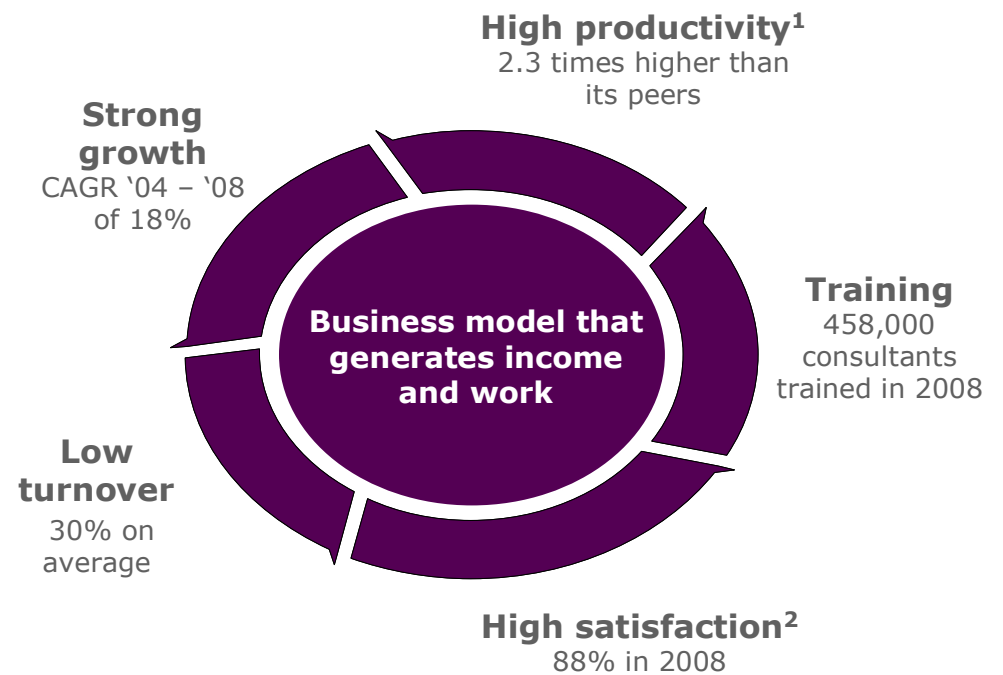 High productivity¹
2.3 times higher than
its peers
Strong
growth
CAGR ‘04 – ‘08
of 18%
Training
458,000
consultants
trained in 2008
Business model that
generates income
and work
Low
turnover
30% on
average
High satisfaction²
88% in 2008